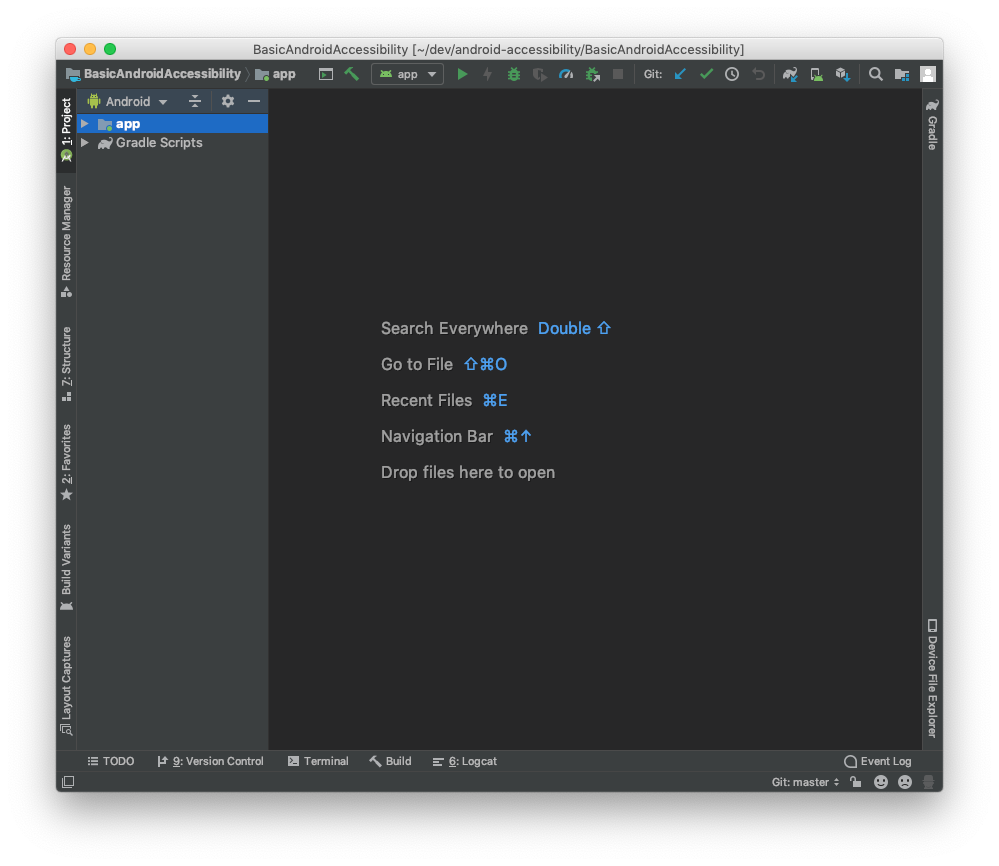 BasicAndroidAccessibility [~/dev/android-accessibility/BasicAndroidAccessibility]
BasicAndroidAccessibility app app Git:
Android
app
Gradle Scripts
1: Project
Resource Manager
Z: Structure
2: Favorites
Build Variants
Layout Captures
Search Everywhere Double ⇧
Go to File ⇧⌘O
Recent Files ⌘E
Navigation Bar ⌘↑
Drop files here to open
Gradle
Device File Explorer
TODO 9: Version Control Terminal Build 6: Logcat Event Log
Git: master